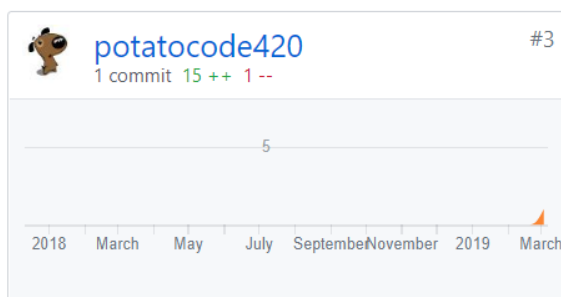 potatocode420 #3
1 commit 15 ++ 1 --
5
2018 March May July September November 2019 March